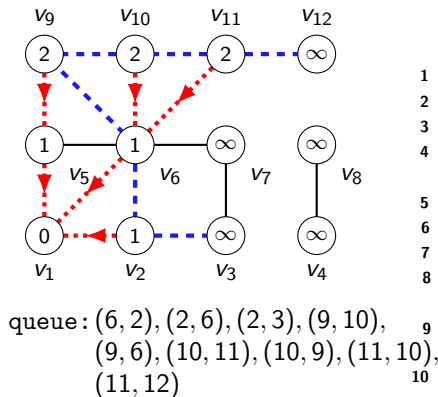 v9 v10 v11 v12
2 2 2 ∞
1
2
3
4
1 1 ∞ ∞
v5 v6 v7 v8
5
6
7
8
0 1 ∞ ∞
v1 v2 v3 v4
queue: (6, 2), (2, 6), (2, 3), (9, 10),
9
(9, 6), (10, 11), (10, 9), (11, 10),
(11, 12)
10